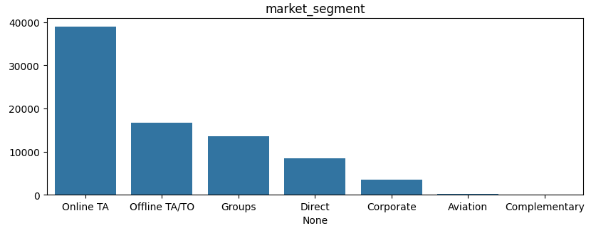 market_segment
40000
30000
20000
10000
0
Online TA Offline TA/TO Groups Direct Corporate Aviation Complementary
None